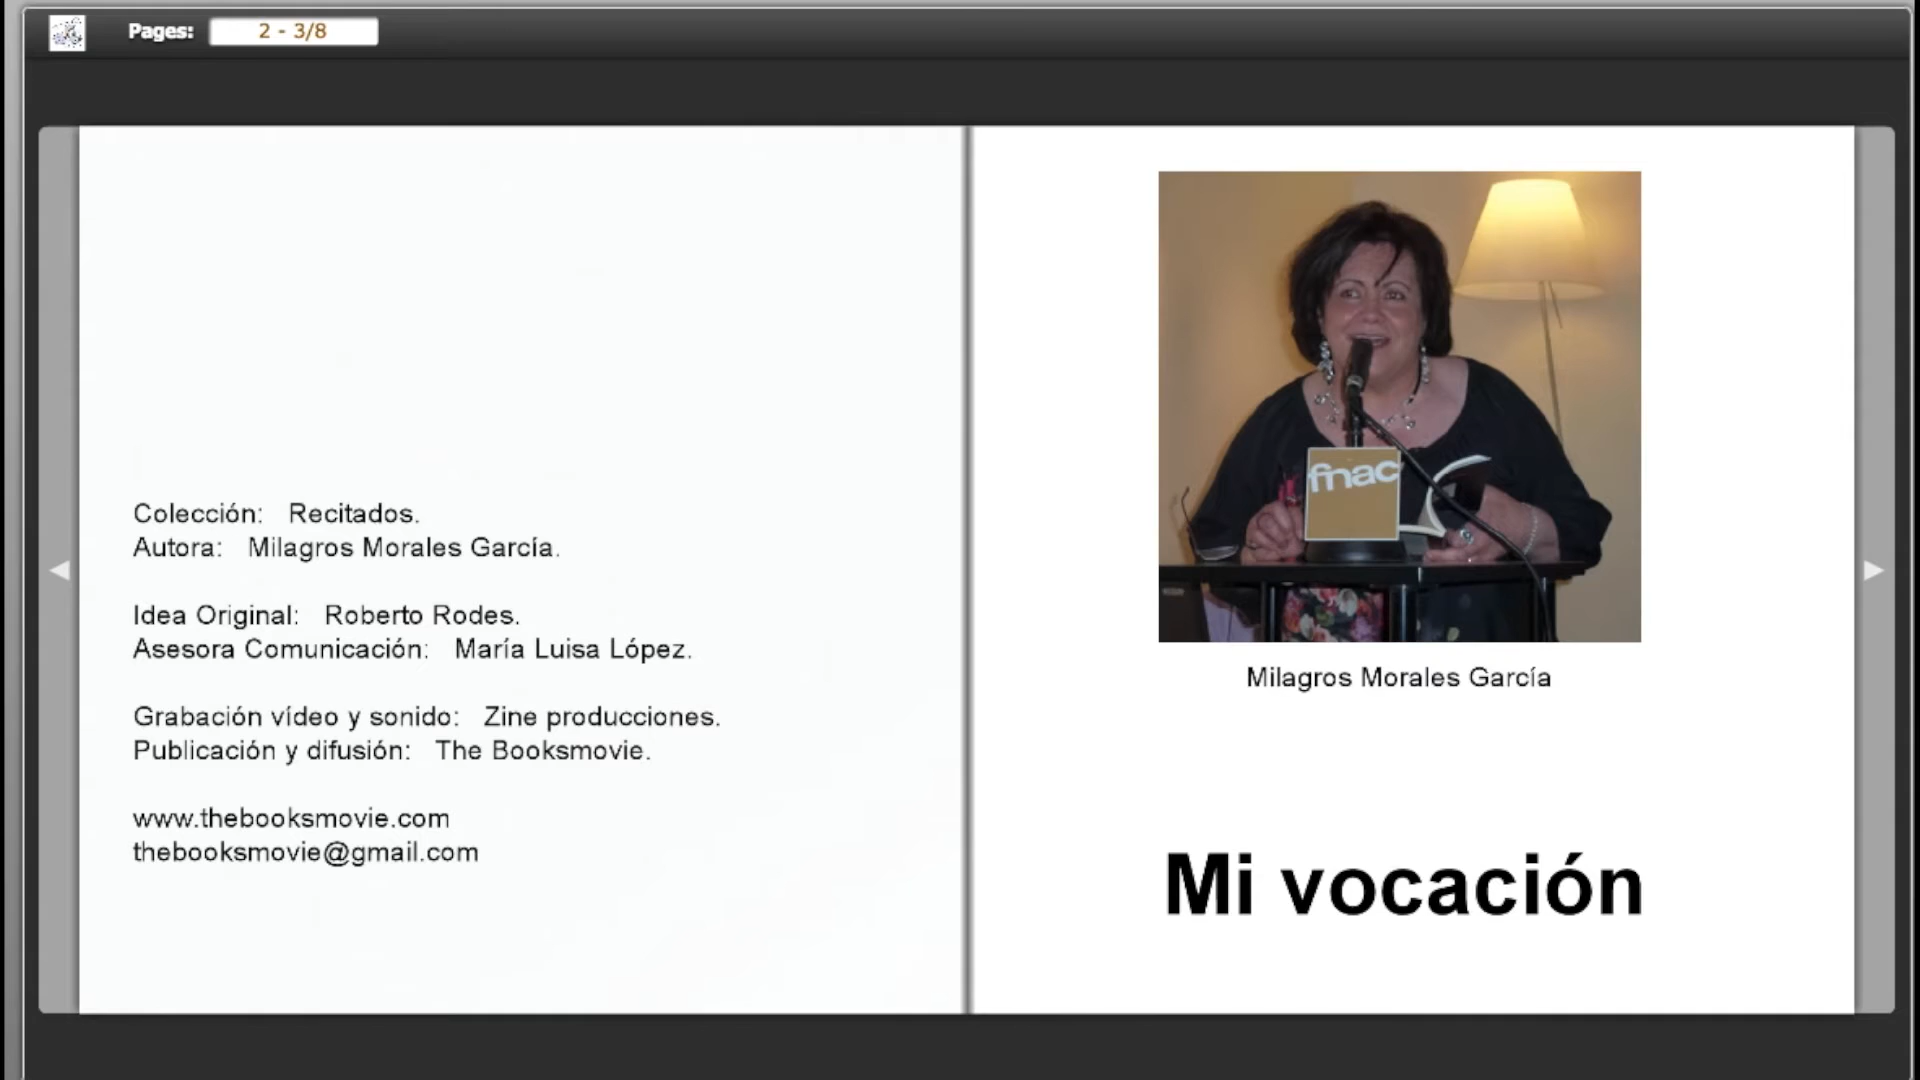 Pages: 2 - 3/8
Colección: Recitados.
Autora: Milagros Morales García.
Idea Original: Roberto Rodes.
Asesora Comunicación: María Luisa López.
Grabación vídeo y sonido: Zine producciones.
Publicación y difusión: The Booksmovie.
www.thebooksmovie.com
thebooksmovie@gmail.com
fnac
Milagros Morales García
Mi vocación